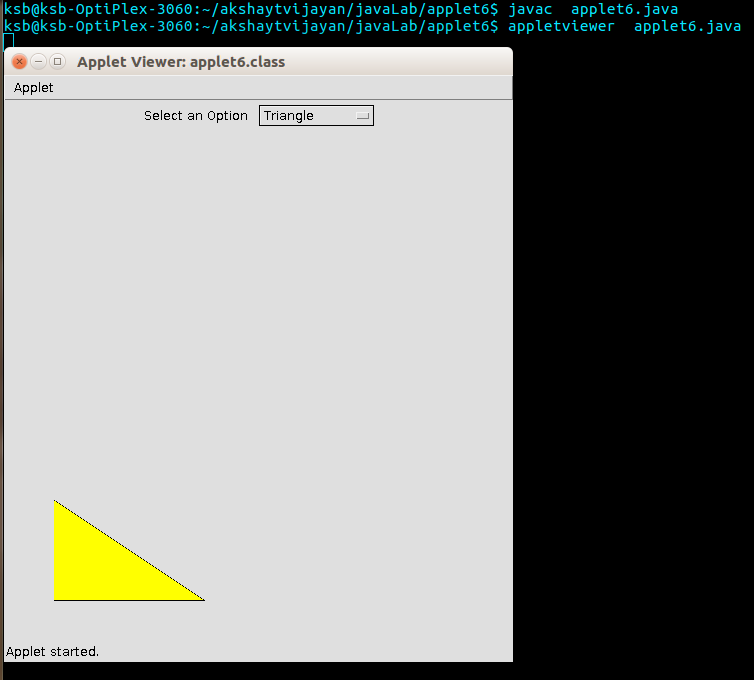 ksb@ksb-OptiPlex-3060:~/akshaytvijayan/javaLab/applet6$ javac  applet6.java
ksb@ksb-OptiPlex-3060:~/akshaytvijayan/javaLab/applet6$ appletviewer  applet6.java
Applet Viewer: applet6.class
Applet
Select an Option Triangle
Applet started.